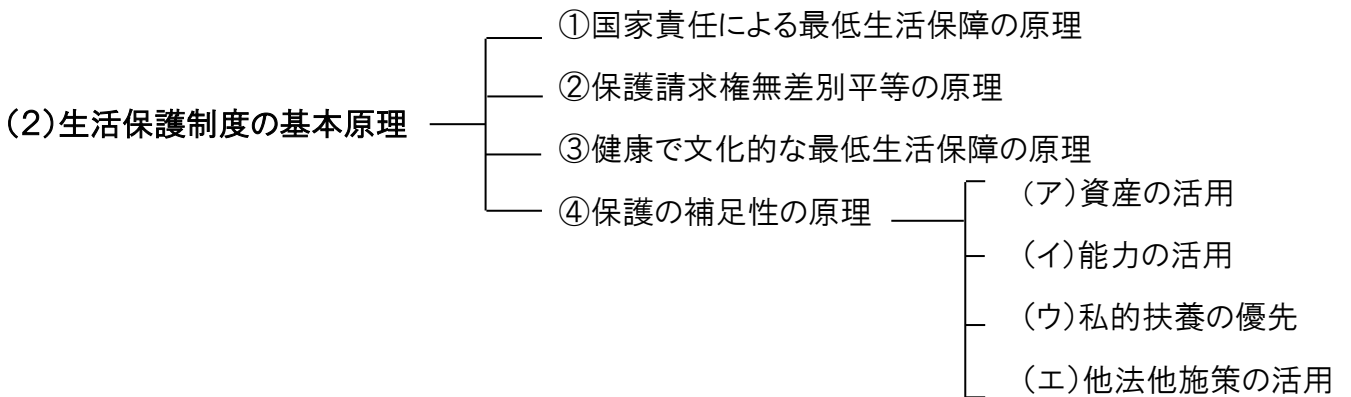 ①国家責任による最低生活保障の原理
②保護請求権無差別平等の原理
(2)生活保護制度の基本原理
③健康で文化的な最低生活保障の原理
④保護の補足性の原理
(ア)資産の活用
(イ)能力の活用
(ウ)私的扶養の優先
(エ)他法他施策の活用